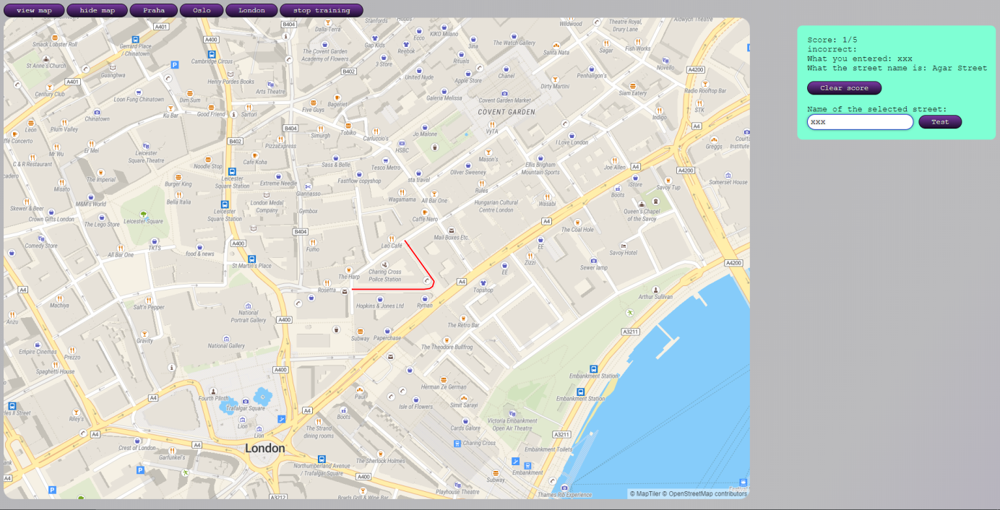 view map
hide map
Praha
Oslo
London
stop training
Score: 1/5
incorrect:
What you entered: xxx
What the street name is: Agar Street
Clear score
Name of the selected street:
xxx
Test
A401
B404
Dalla-Terra
Stanfords
Hobbs
Ecco
KIKO Milano
Wildwood
Theatre Royal,
Drury Lane
Aldwych Theatre
Smack Lobster Roll
Gerrard Place
/ Chinatown
A400
The Covent Garden
Academy of Flowers
Gap Kids
Reebok
Jina
The Watch Gallery
Santa Nata
Sagar
Fish Works
St Anne's Church
Cambridge Circus
3 Store
Rituals
Novello
A401
Guanghwa
Henry Pordes Books
B402
United Nude
Apple Store
Chanel
Penhaligon's
A4200
Century Club
Loon Fung Chinatown
Dim Sum
Arts Theatre
Galeria Melissa
Covent Garden Market
Dirty Martini
Siam Eatery
Radio Rooftop Bar
Chinatown
Ku Bar
Good Friend
Sartori
Five Guys
Bageriet
COVENT GARDEN
STK
Leon
Plum Valley
B404
Tobiko
Indigo
A4
Caffè Concerto
Er Mei
B402
PizzaExpress
Simurgh
Carluccio's
Jo Malone
VyTA
I Love London
Greggs
Mr Wu
Leicester
Square Theatre
Cafe Koha
HSBC
C & R Restaurant
The Imperial
Noodle Stop
Sass & Belle
Tesco Metro
Mason's
Ellis Brigham
Mountain Sports
Joe Allen
A4
A4200
Misato
Burger King
Leicester
Square Station
Extreme Needle
Fastflow copyshop
sta travel
Oliver Sweeney
Somerset House
Skewer & Beer
M&M's World
Bella Italia
London Medal
Company
Giannasso
Wagamama
All Bar One
Rules
Hungarian Cultural
Centre London
Wasabi
Boots
iStore
Savoy Tup
Crown Gifts London
The Lego Store
Leicester Square
Leicester
Square Station
Gymbox
Caffè Nero
A4
Queen's Chapel
of the Savoy
Comedy Store
TKTS
A400
B404
Lao Café
Mail Boxes Etc.
The Coal Hole
All Bar One
food & news
Fumo
EE
Savoy Hotel
St Martin's Place
The Harp
Charing Cross
Police Station
Zizzi
Sewer lamp
A4200
A4
Rosetta
A4
EE
Topshop
Arthur Sullivan
Machiya
Salt'n Pepper
National
Portrait Gallery
Hopkins & Jones Ltd
Ryman
Anzu
A400
The Retro Bar
A3211
Empire Cinemas
Gravity
National Gallery
Subway
Paperchase
The Theodore Bullfrog
Prezzo
Spaghetti House
A400
Embankment Station
Herman Ze German
A4
Fourth Plinth
Trafalgar Square
Paul
Isle of Flowers
Simit Sarayi
Embankment Station
Riley's
Lion
A4
Boots
Cards Galore
Victoria Embankment
Open Air Theatre
A4
Lion
The Strand
dining rooms
A3211
Crest of London
A4
London
Charing Cross
Embankment Toilets
Garfunkel's
Northumberland Avenue
/ Trafalgar Square
The Sherlock Holmes
Embankment
A4
A400
Subway
A3212
Boyds Grill & Wine Bar
Playhouse Theatre
Thames Rib Experience
© MapTiler © OpenStreetMap contributors